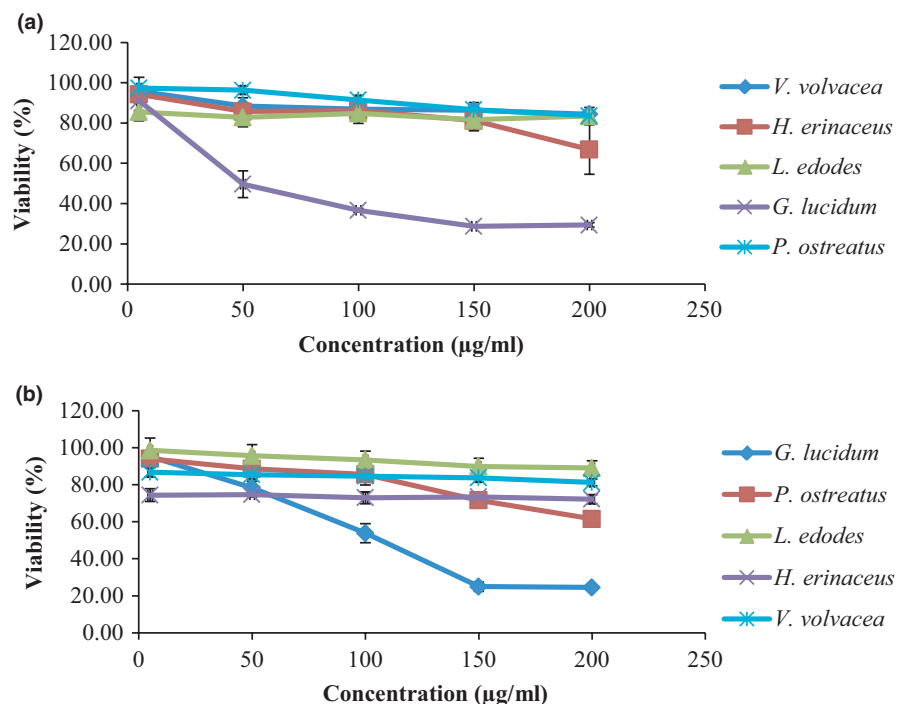 (a)
120.00
100.00
80.00
60.00
40.00
20.00
0.00
Viability (%)
0 50 100 150 200 250
Concentration (µg/ml)
V. volvacea
H. erinaceus
L. edodes
G. lucidum
P. ostreatus
(b)
120.00
100.00
80.00
60.00
40.00
20.00
0.00
Viability (%)
0 50 100 150 200 250
Concentration (µg/ml)
G. lucidum
P. ostreatus
L. edodes
H. erinaceus
V. volvacea